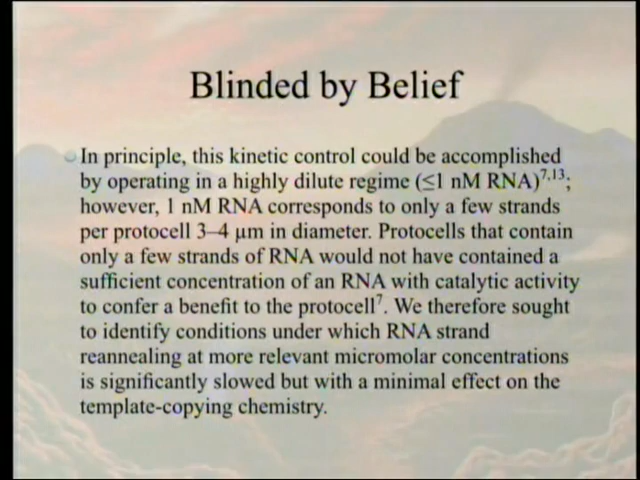 Blinded by Belief
In principle, this kinetic control could be accomplished
by operating in a highly dilute regime (≤1 nM RNA)⁷,¹³;
however, 1 nM RNA corresponds to only a few strands
per protocell 3–4 μm in diameter. Protocells that contain
only a few strands of RNA would not have contained a
sufficient concentration of an RNA with catalytic activity
to confer a benefit to the protocell⁷. We therefore sought
to identify conditions under which RNA strand
reannealing at more relevant micromolar concentrations
is significantly slowed but with a minimal effect on the
template-copying chemistry.